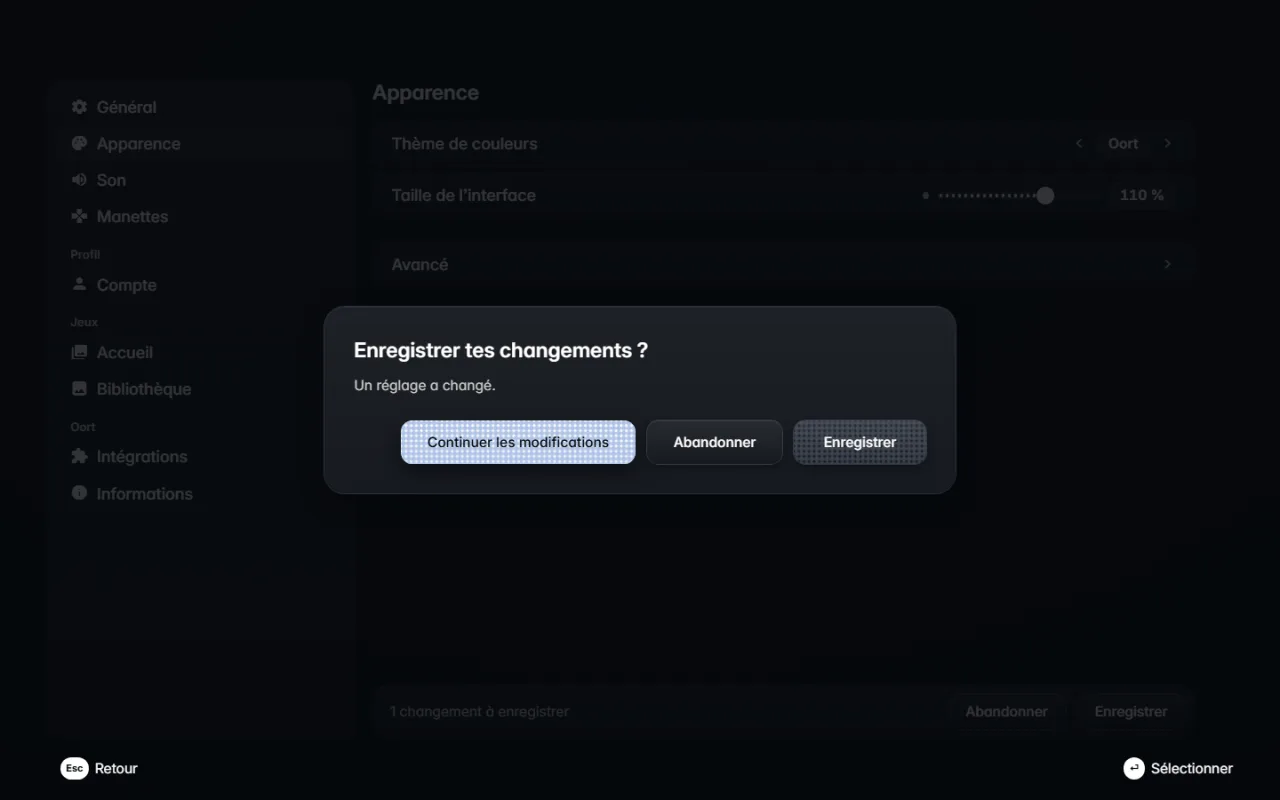 Général
Apparence
Son
Manettes
Profil
Compte
Jeux
Accueil
Bibliothèque
Oort
Intégrations
Informations
Apparence
Thème de couleurs
Oort
Taille de l'interface
110 %
Avancé
Enregistrer tes changements ?
Un réglage a changé.
Continuer les modifications
Abandonner
Enregistrer
1 changement à enregistrer
Abandonner
Enregistrer
Esc Retour
Sélectionner